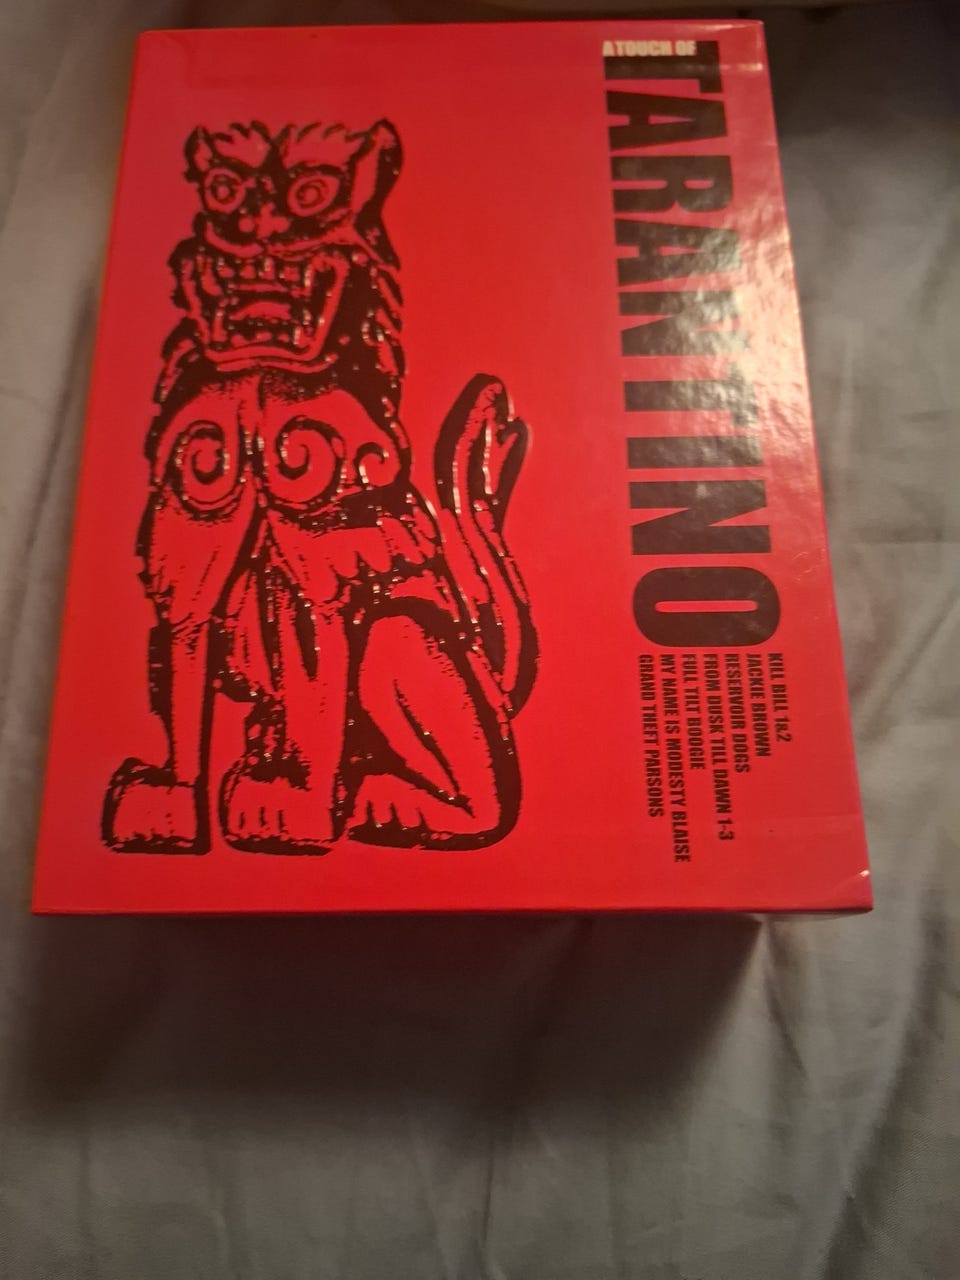 A TOUCH OF
TARANTINO
KILL BILL 1&2
JACKIE BROWN
RESERVOIR DOGS
FROM DUSK TILL DAWN 1-3
FULL TILT BOOGIE
MY NAME IS MODESTY BLAISE
GRAND THEFT PARSONS